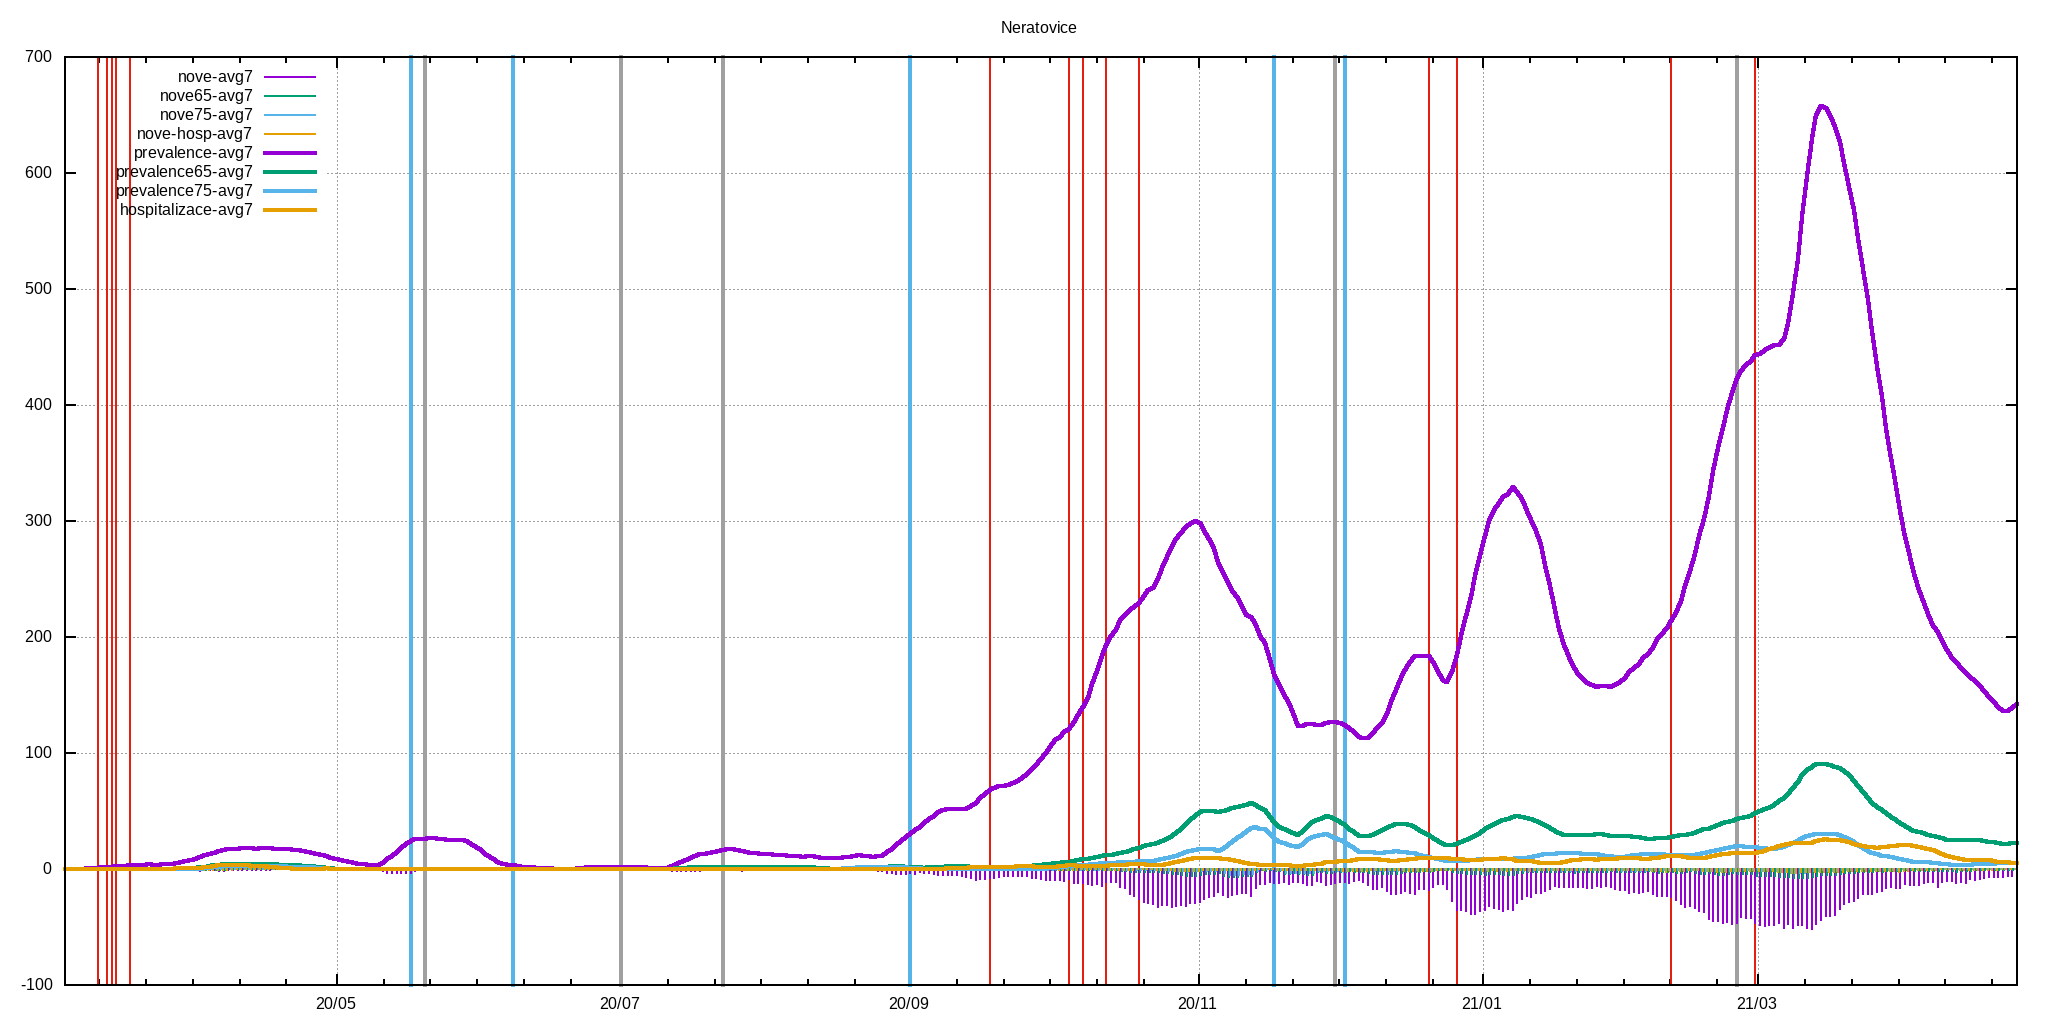 Neratovice
700
600
500
400
300
200
100
0
-100
nove-avg7
nove65-avg7
nove75-avg7
nove-hosp-avg7
prevalence-avg7
prevalence65-avg7
prevalence75-avg7
hospitalizace-avg7
20/05 20/07 20/09 20/11 21/01 21/03